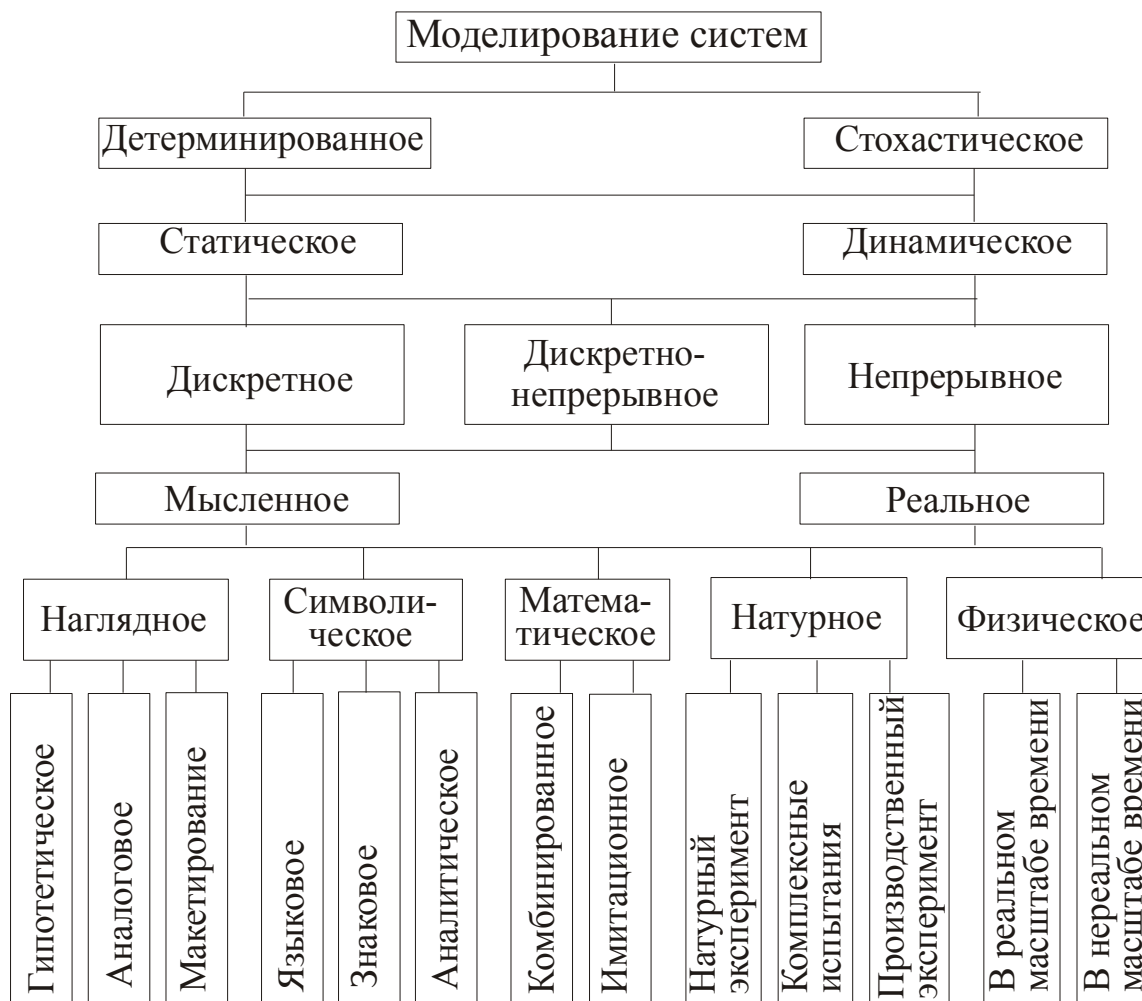 Моделирование систем
Детерминированное
Стохастическое
Статическое
Динамическое
Дискретное
Дискретно-
непрерывное
Непрерывное
Мысленное
Реальное
Наглядное
Символи-
ческое
Матема-
тическое
Натурное
Физическое
Гипотетическое
Аналоговое
Макетирование
Языковое
Знаковое
Аналитическое
Комбинированное
Имитационное
Натурный
эксперимент
Комплексные
испытания
Производственный
эксперимент
В реальном
масштабе времени
В нереальном
масштабе времени